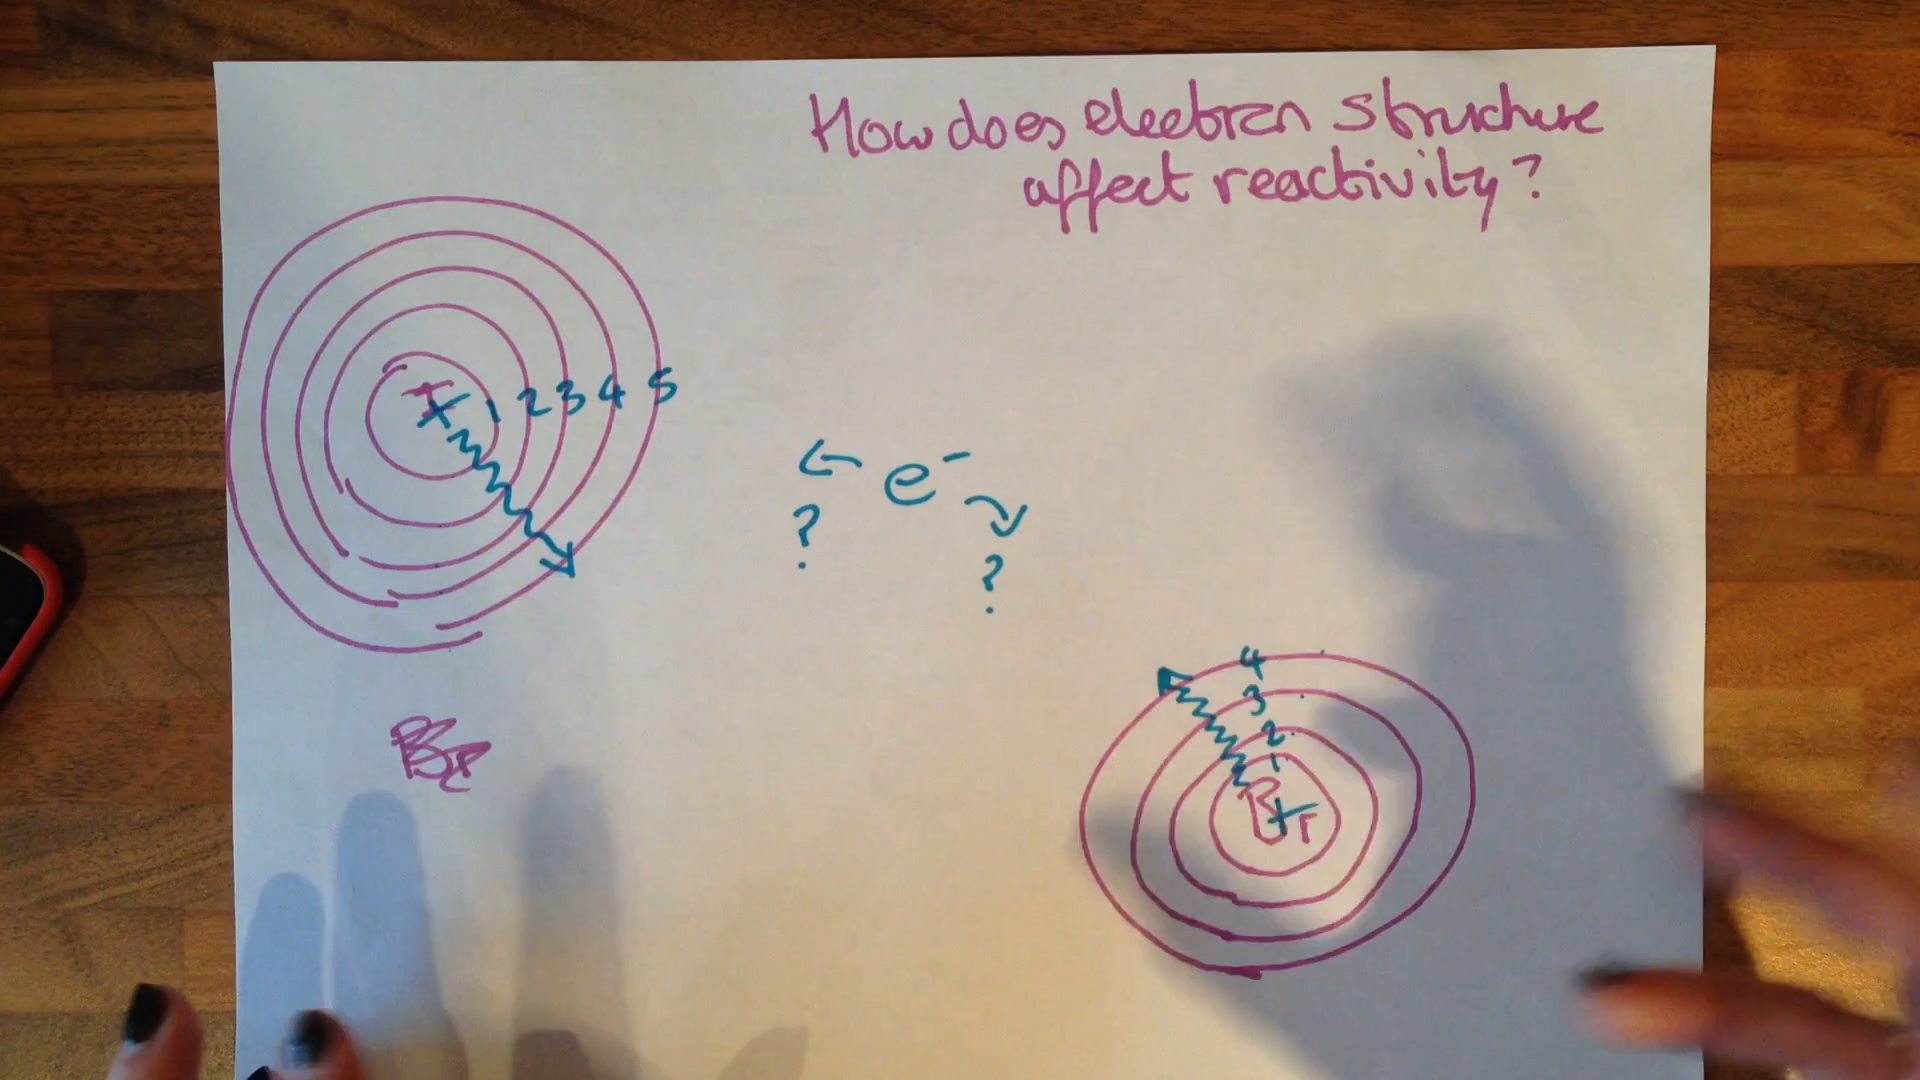 How does electron structure
affect reactivity?
I
+
1 2 3 4 5
← e⁻
? ?
4
3
2
1
Br
+